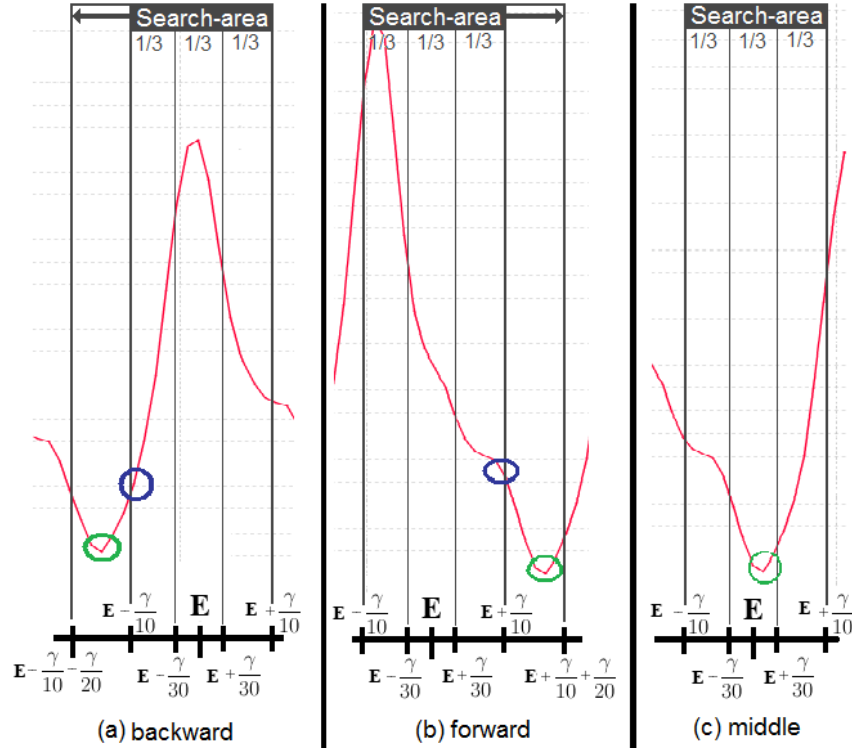 Search-area
1/3 1/3 1/3
E - γ/10 E E + γ/10
E - γ/10 - γ/20 E - γ/30 E + γ/30
(a) backward
Search-area
1/3 1/3 1/3
E - γ/10 E E + γ/10
E - γ/30 E + γ/30 E + γ/10 + γ/20
(b) forward
Search-area
1/3 1/3 1/3
E - γ/10 E E + γ/10
E - γ/30 E + γ/30
(c) middle